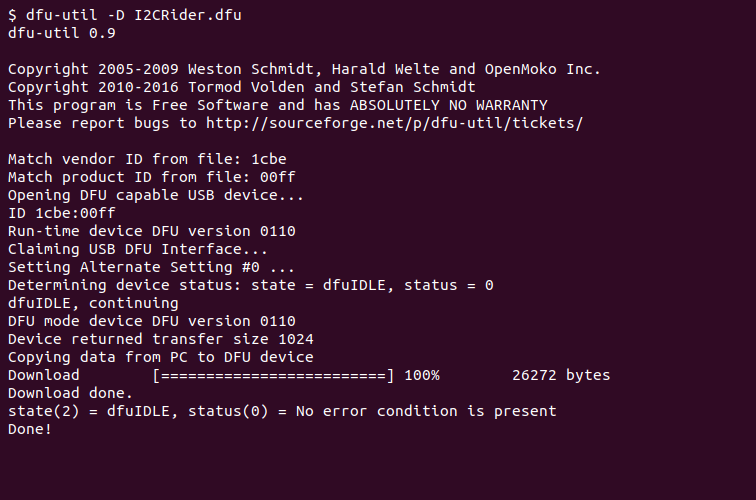 $ dfu-util -D I2CRider.dfu
dfu-util 0.9
Copyright 2005-2009 Weston Schmidt, Harald Welte and OpenMoko Inc.
Copyright 2010-2016 Tormod Volden and Stefan Schmidt
This program is Free Software and has ABSOLUTELY NO WARRANTY
Please report bugs to http://sourceforge.net/p/dfu-util/tickets/
Match vendor ID from file: 1cbe
Match product ID from file: 00ff
Opening DFU capable USB device...
ID 1cbe:00ff
Run-time device DFU version 0110
Claiming USB DFU Interface...
Setting Alternate Setting #0 ...
Determining device status: state = dfuIDLE, status = 0
dfuIDLE, continuing
DFU mode device DFU version 0110
Device returned transfer size 1024
Copying data from PC to DFU device
Download        [=========================] 100%        26272 bytes
Download done.
state(2) = dfuIDLE, status(0) = No error condition is present
Done!